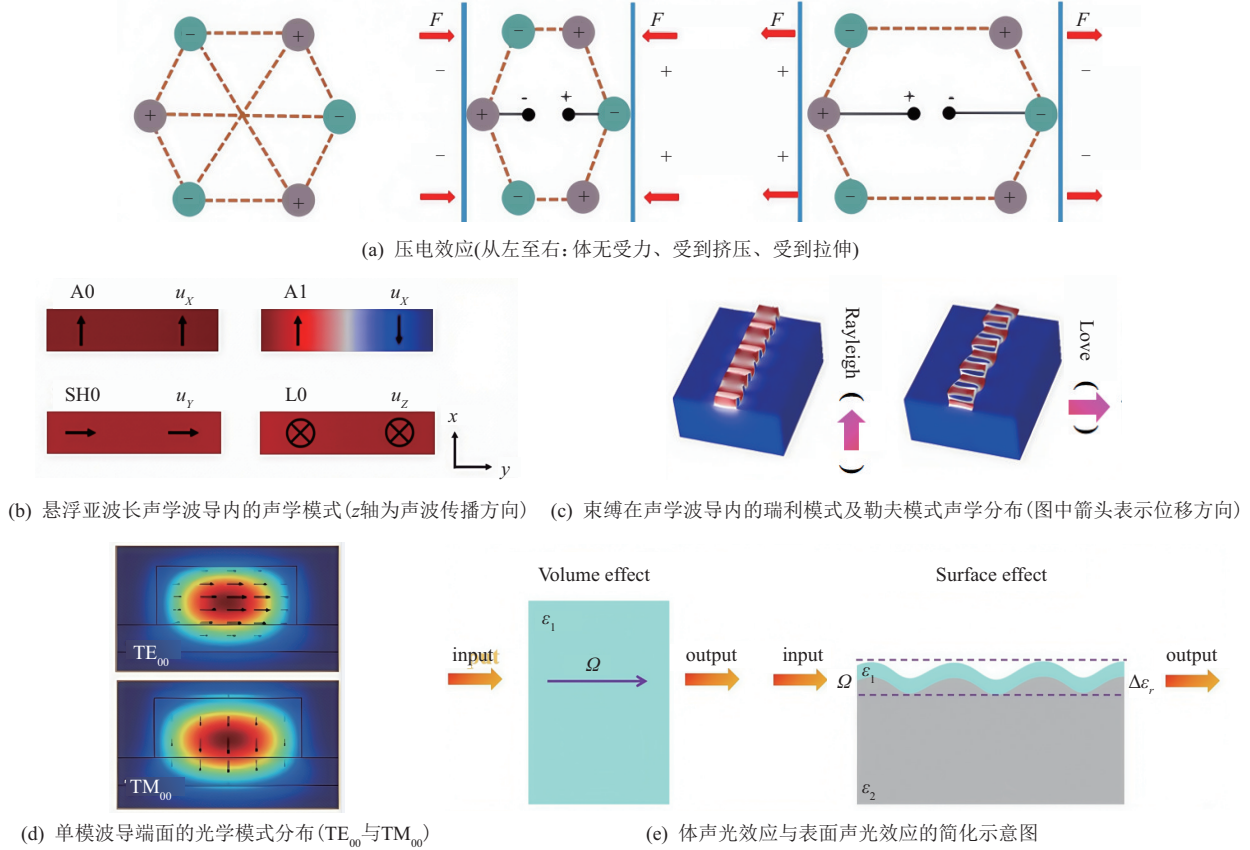 − +
+ −
− +
F F
− +
- +
+ −
− +
− +
F F
+ −
+ -
+ −
+ −
− +
(a) 压电效应(从左至右: 体无受力、受到挤压、受到拉伸)
A0 uX A1 uX
SH0 uY L0 uZ
x
y
Rayleigh ( )
Love ( )
(b) 悬浮亚波长声学波导内的声学模式(z轴为声波传播方向)
(c) 束缚在声学波导内的瑞利模式及勒夫模式声学分布(图中箭头表示位移方向)
TE00
TM00
Volume effect
ε1
input
Ω
output
Surface effect
input
Ω
ε1
Δεr
output
ε2
(d) 单模波导端面的光学模式分布(TE00与TM00)
(e) 体声光效应与表面声光效应的简化示意图